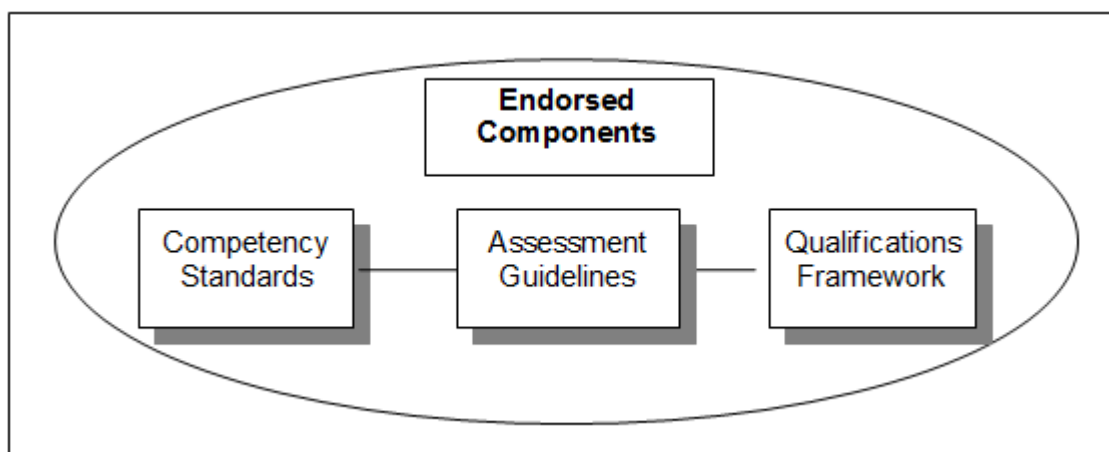 Endorsed
Components
Competency
Standards
Assessment
Guidelines
Qualifications
Framework